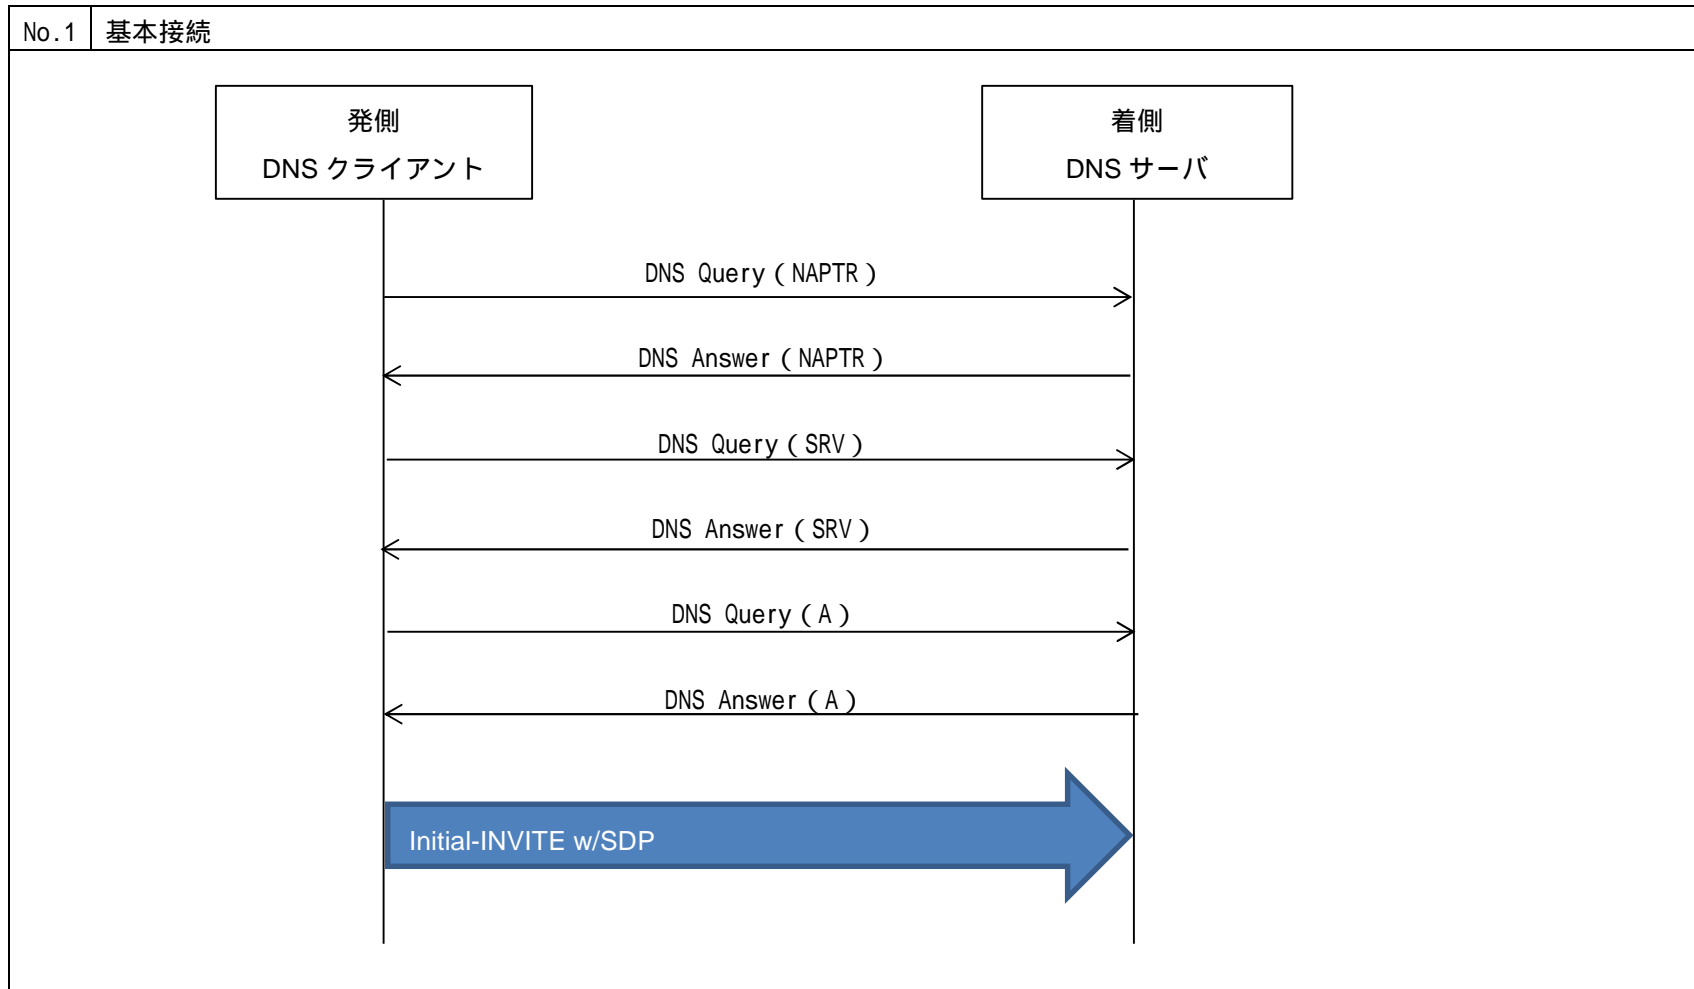 No.1 基本接続
発側
DNS クライアント
着側
DNS サーバ
DNS Query（NAPTR）
DNS Answer（NAPTR）
DNS Query（SRV）
DNS Answer（SRV）
DNS Query（A）
DNS Answer（A）
Initial-INVITE w/SDP